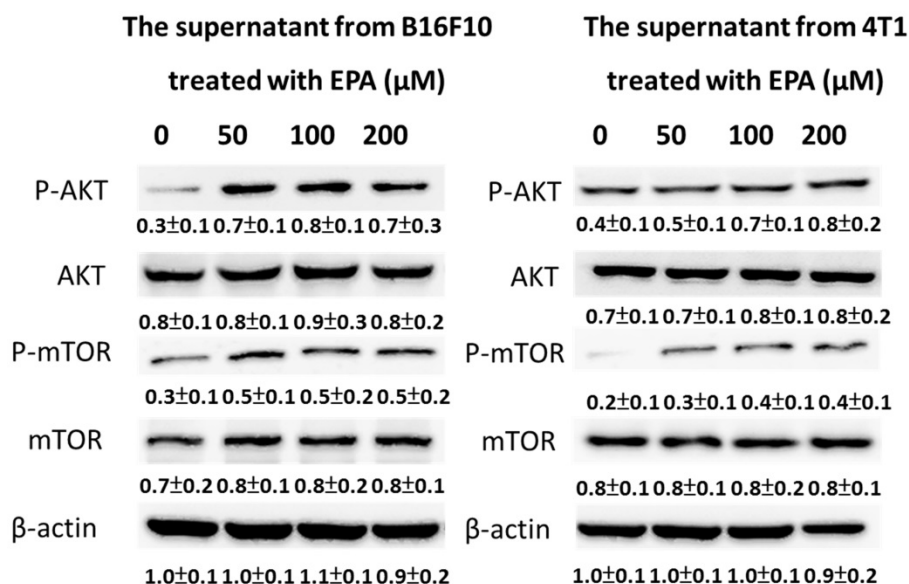 The supernatant from B16F10
treated with EPA (μM)
0 50 100 200
P-AKT
0.3±0.1 0.7±0.1 0.8±0.1 0.7±0.3
AKT
0.8±0.1 0.8±0.1 0.9±0.3 0.8±0.2
P-mTOR
0.3±0.1 0.5±0.1 0.5±0.2 0.5±0.2
mTOR
0.7±0.2 0.8±0.1 0.8±0.2 0.8±0.1
β-actin
1.0±0.1 1.0±0.1 1.1±0.1 0.9±0.2
The supernatant from 4T1
treated with EPA (μM)
0 50 100 200
P-AKT
0.4±0.1 0.5±0.1 0.7±0.1 0.8±0.2
AKT
0.7±0.1 0.7±0.1 0.8±0.1 0.8±0.2
P-mTOR
0.2±0.1 0.3±0.1 0.4±0.1 0.4±0.1
mTOR
0.8±0.1 0.8±0.1 0.8±0.2 0.8±0.1
β-actin
1.0±0.1 1.0±0.1 1.0±0.1 0.9±0.2